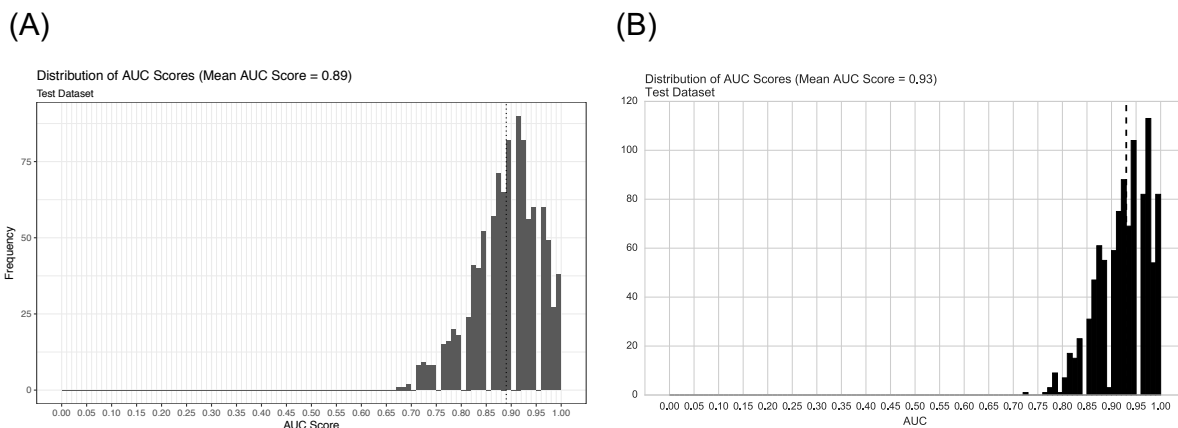 (A)
(B)
Distribution of AUC Scores (Mean AUC Score = 0.89)
Test Dataset
Frequency
75
50
25
0
0.00 0.05 0.10 0.15 0.20 0.25 0.30 0.35 0.40 0.45 0.50 0.55 0.60 0.65 0.70 0.75 0.80 0.85 0.90 0.95 1.00
AUC Score
Distribution of AUC Scores (Mean AUC Score = 0.93)
Test Dataset
120
100
80
60
40
20
0
0.00 0.05 0.10 0.15 0.20 0.25 0.30 0.35 0.40 0.45 0.50 0.55 0.60 0.65 0.70 0.75 0.80 0.85 0.90 0.95 1.00
AUC